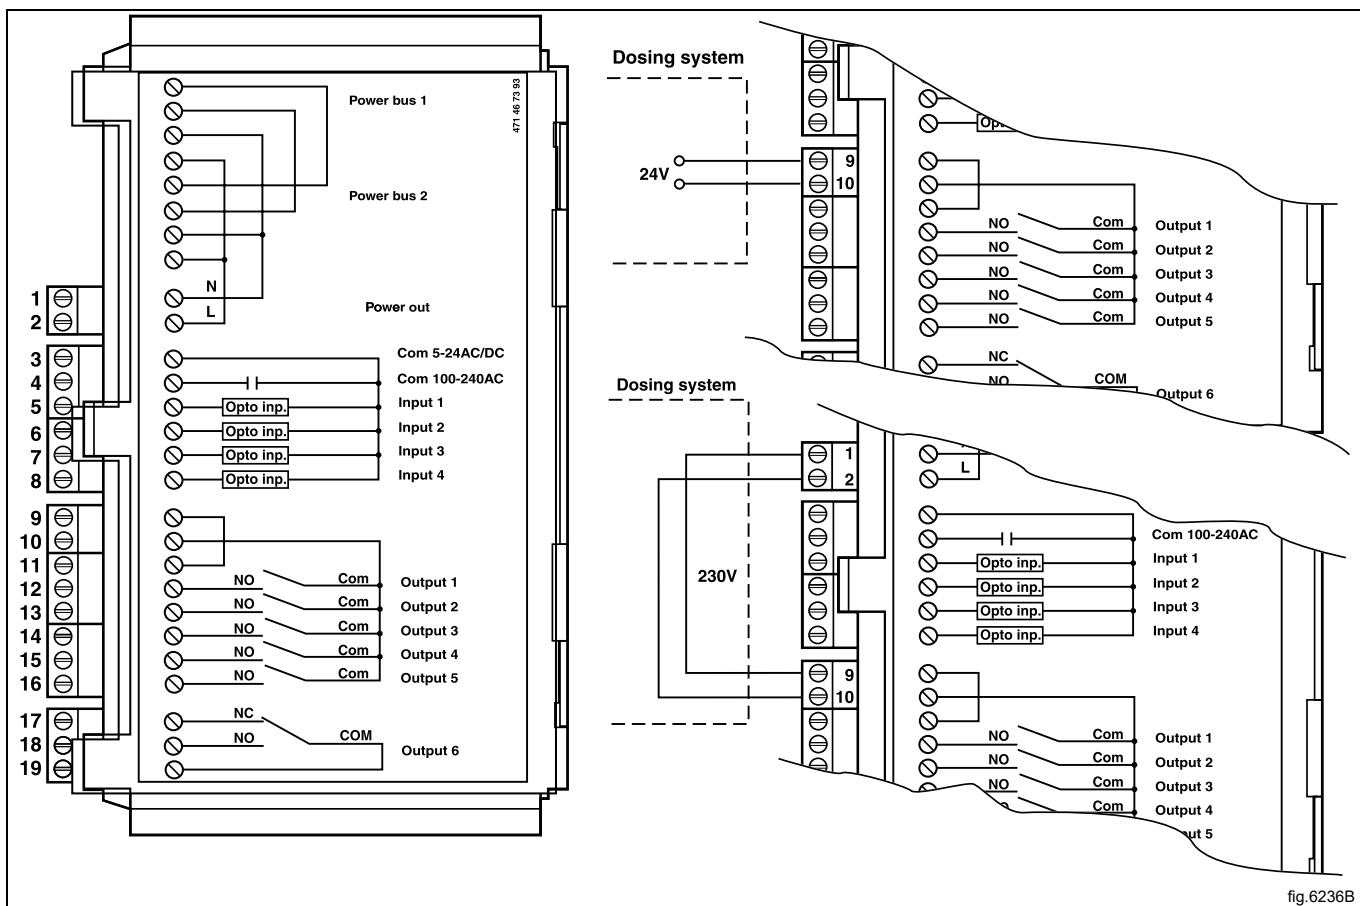 471 46 73 93
Power bus 1
Power bus 2
N
L
Power out
1
2
3
4
5
6
7
8
9
10
11
12
13
14
15
16
17
18
19
Com 5-24AC/DC
Com 100-240AC
Opto inp. Input 1
Opto inp. Input 2
Opto inp. Input 3
Opto inp. Input 4
NO Com Output 1
NO Com Output 2
NO Com Output 3
NO Com Output 4
NO Com Output 5
NC
NO COM Output 6
Dosing system
24V
9
10
NO Com Output 1
NO Com Output 2
NO Com Output 3
NO Com Output 4
NO Com Output 5
NC
NO COM Output 6
Dosing system
230V
1
2
L
Com 100-240AC
Opto inp. Input 1
Opto inp. Input 2
Opto inp. Input 3
Opto inp. Input 4
9
10
NO Com Output 1
NO Com Output 2
NO Com Output 3
Com Output 4
5
fig.6236B